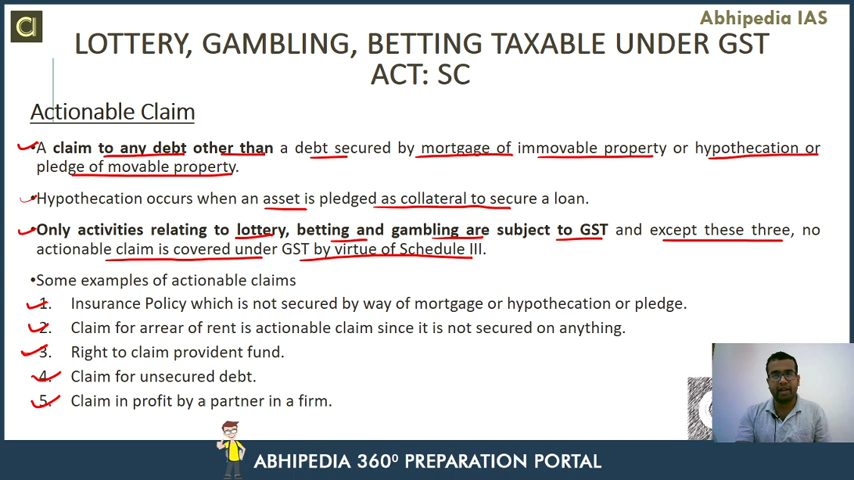 Abhipedia IAS
LOTTERY, GAMBLING, BETTING TAXABLE UNDER GST
ACT: SC
Actionable Claim
•A claim to any debt other than a debt secured by mortgage of immovable property or hypothecation or
pledge of movable property.
•Hypothecation occurs when an asset is pledged as collateral to secure a loan.
•Only activities relating to lottery, betting and gambling are subject to GST and except these three, no
actionable claim is covered under GST by virtue of Schedule III.
•Some examples of actionable claims
1. Insurance Policy which is not secured by way of mortgage or hypothecation or pledge.
2. Claim for arrear of rent is actionable claim since it is not secured on anything.
3. Right to claim provident fund.
4. Claim for unsecured debt.
5. Claim in profit by a partner in a firm.
ABHIPEDIA 360⁰ PREPARATION PORTAL